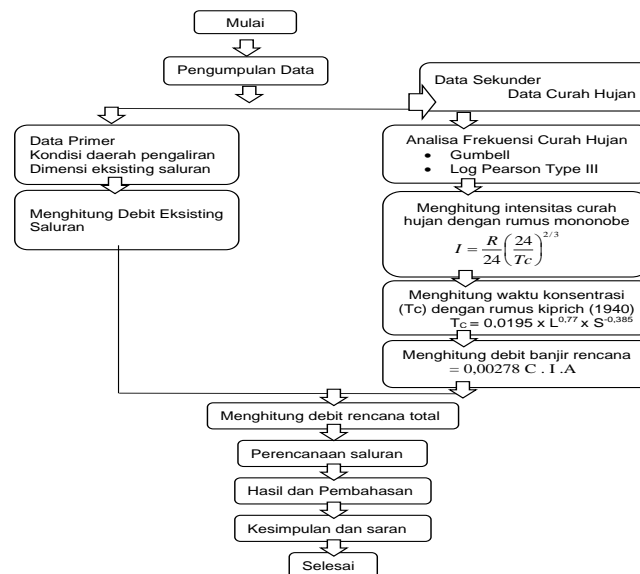 Mulai
Pengumpulan Data
Data Sekunder
Data Curah Hujan
Data Primer
Kondisi daerah pengaliran
Dimensi eksisting saluran
Menghitung Debit Eksisting
Saluran
Analisa Frekuensi Curah Hujan
• Gumbell
• Log Pearson Type III
Menghitung intensitas curah
hujan dengan rumus mononobe
I = R/24 (24/Tc)^2/3
Menghitung waktu konsentrasi
(Tc) dengan rumus kiprich (1940)
T_C = 0,0195 x L^0,77 x S^-0,385
Menghitung debit banjir rencana
= 0,00278 C . I .A
Menghitung debit rencana total
Perencanaan saluran
Hasil dan Pembahasan
Kesimpulan dan saran
Selesai